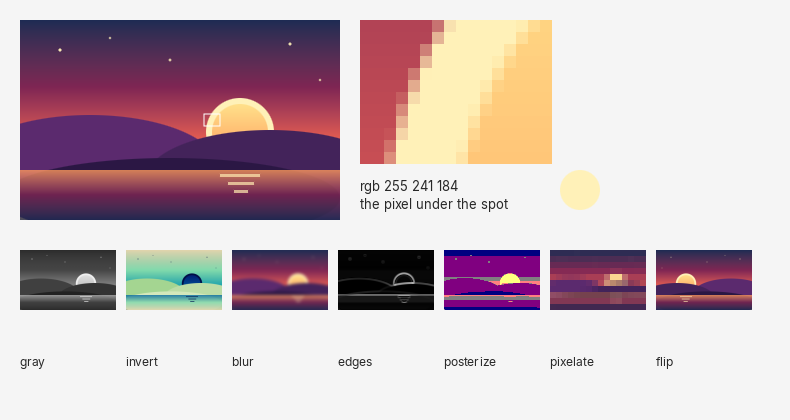 rgb 255 241 184
the pixel under the spot
gray
invert
blur
edges
posterize
pixelate
flip